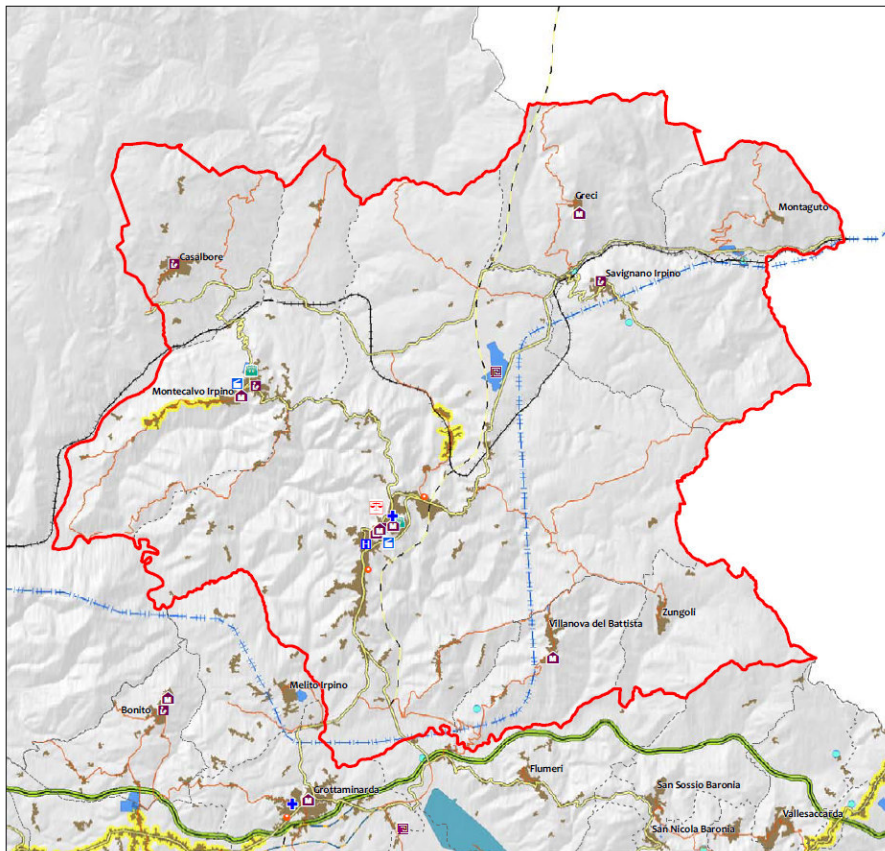 Greci
Montaguto
Casalbore
Savignano Irpino
Montecalvo Irpino
H
Zungoli
Villanova del Battista
Melito Irpino
Bonito
Flumeri
Grottaminarda
San Sossio Baronia
Vallesaccarda
San Nicola Baronia